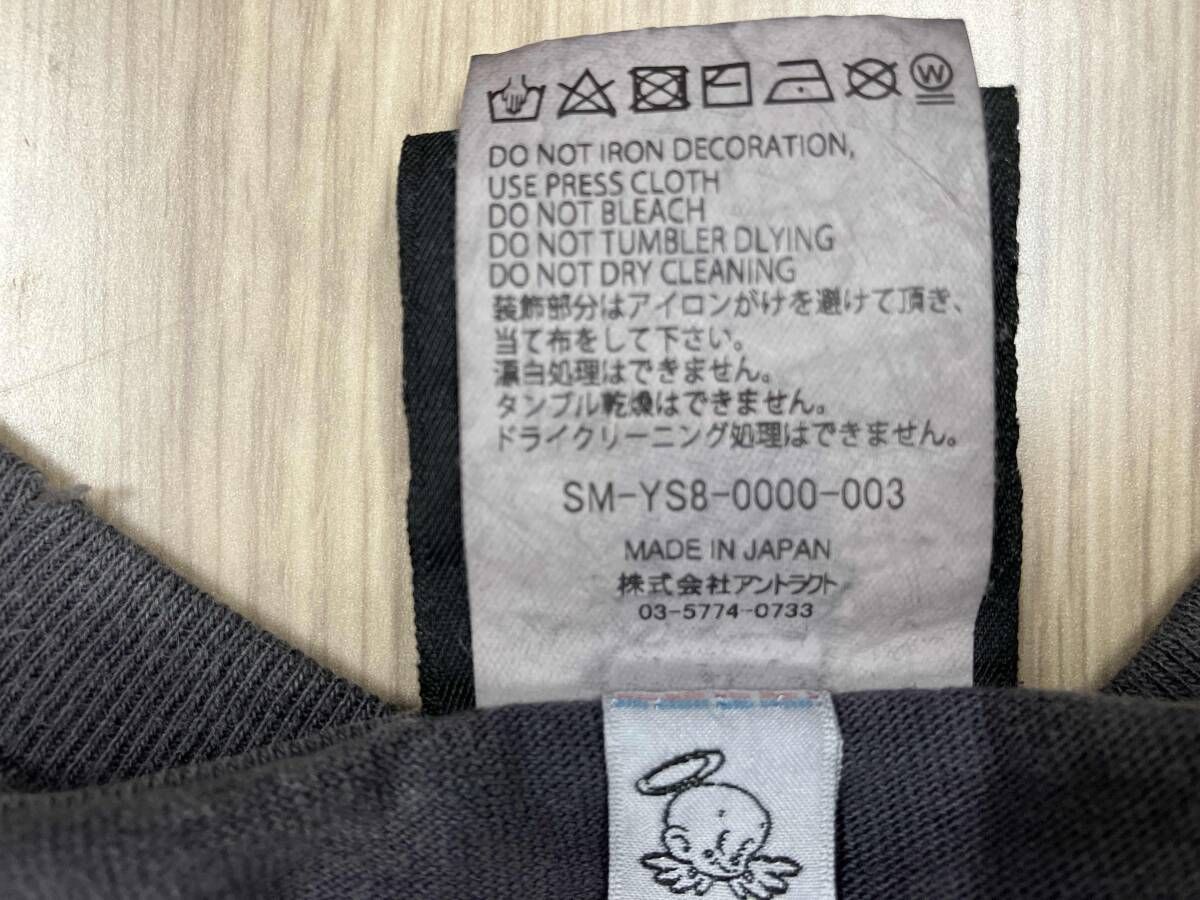 W
DO NOT IRON DECORATION,
USE PRESS CLOTH
DO NOT BLEACH
DO NOT TUMBLER DLYING
DO NOT DRY CLEANING
装飾部分はアイロンがけを避けて頂き、
当て布をして下さい。
漂白処理はできません。
タンブル乾燥はできません。
ドライクリーニング処理はできません。
SM-YS8-0000-003
MADE IN JAPAN
株式会社アントラクト
03-5774-0733